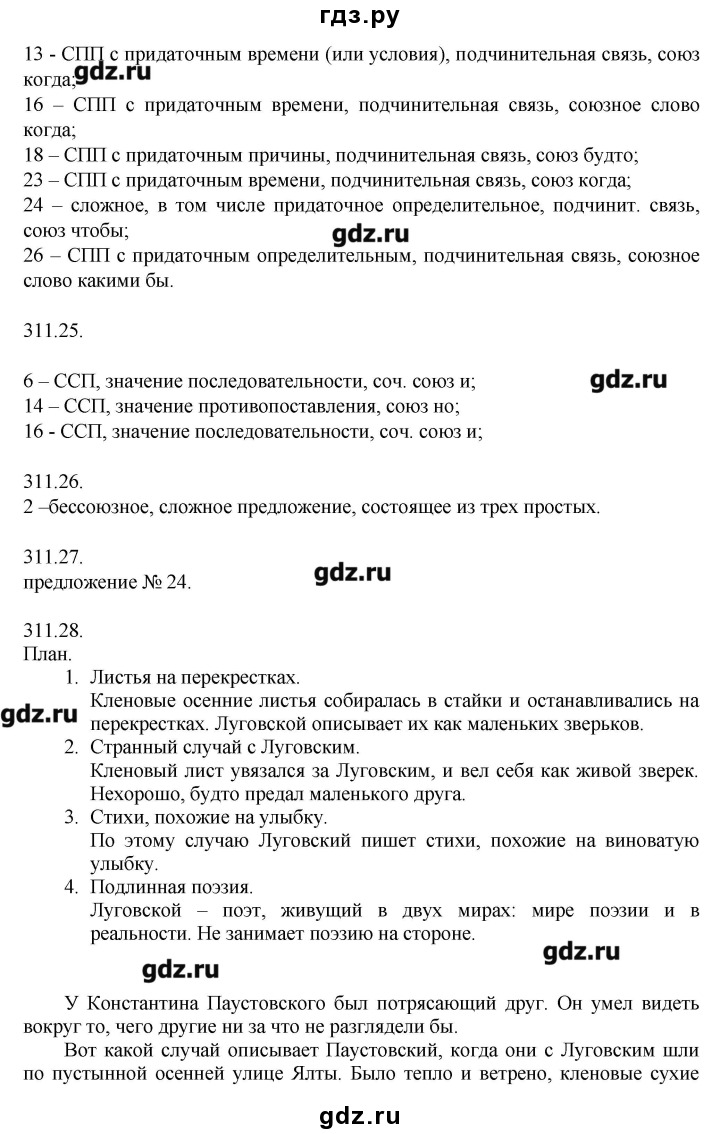 гдз.ру
13 - СПП с придаточным времени (или условия), подчинительная связь, союз
когда;
gdz.ru
16 – СПП с придаточным времени, подчинительная связь, союзное слово
когда;
18 – СПП с придаточным причины, подчинительная связь, союз будто;
23 – СПП с придаточным времени, подчинительная связь, союз когда;
24 – сложное, в том числе придаточное определительное, подчинит. связь,
союз чтобы;
gdz.ru
26 – СПП с придаточным определительным, подчинительная связь, союзное
слово какими бы.
311.25.
6 – ССП, значение последовательности, соч. союз и;
gdz.ru
14 – ССП, значение противопоставления, союз но;
16 - ССП, значение последовательности, соч. союз и;
311.26.
2 –бессоюзное, сложное предложение, состоящее из трех простых.
311.27.
gdz.ru
предложение № 24.
311.28.
План.
1. Листья на перекрестках.
Кленовые осенние листья собиралась в стайки и останавливались на
gdz.ru
перекрестках. Луговской описывает их как маленьких зверьков.
2. Странный случай с Луговским.
Кленовый лист увязался за Луговским, и вел себя как живой зверек.
Нехорошо, будто предал маленького друга.
3. Стихи, похожие на улыбку.
По этому случаю Луговский пишет стихи, похожие на виноватую
улыбку.
4. Подлинная поэзия.
Луговской – поэт, живущий в двух мирах: мире поэзии и в
реальности. Не занимает поэзию на стороне.
gdz.ru
gdz.ru
У Константина Паустовского был потрясающий друг. Он умел видеть
вокруг то, чего другие ни за что не разглядели бы.
Вот какой случай описывает Паустовский, когда они с Луговским шли
по пустынной осенней улице Ялты. Было тепло и ветрено, кленовые сухие
gdz.ru